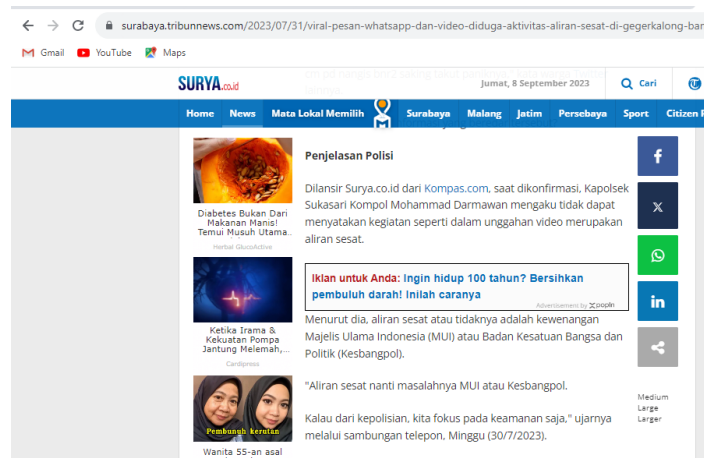 surabaya.tribunnews.com/2023/07/31/viral-pesan-whatsapp-dan-video-diduga-aktivitas-aliran-sesat-di-gegerkalong-ban
Gmail YouTube Maps
SURYA.co.id
Jumat, 8 September 2023
Cari
Home News Mata Lokal Memilih Surabaya Malang Jatim Persebaya Sport Citizen
Penjelasan Polisi
Dilansir Surya.co.id dari Kompas.com, saat dikonfirmasi, Kapolsek
Sukasari Kompol Mohammad Darmawan mengaku tidak dapat
menyatakan kegiatan seperti dalam unggahan video merupakan
aliran sesat.
Iklan untuk Anda: Ingin hidup 100 tahun? Bersihkan
pembuluh darah! Inilah caranya
Advertisement by popIn
Menurut dia, aliran sesat atau tidaknya adalah kewenangan
Majelis Ulama Indonesia (MUI) atau Badan Kesatuan Bangsa dan
Politik (Kesbangpol).
"Aliran sesat nanti masalahnya MUI atau Kesbangpol.
Kalau dari kepolisian, kita fokus pada keamanan saja," ujarnya
melalui sambungan telepon, Minggu (30/7/2023).
Diabetes Bukan Dari
Makanan Manis!
Temui Musuh Utama..
Herbal GlucoActive
Ketika Irama &
Kekuatan Pompa
Jantung Melemah,...
Cardipress
Pembunuh kerutan
Wanita 55-an asal
Medium
Large
Larger